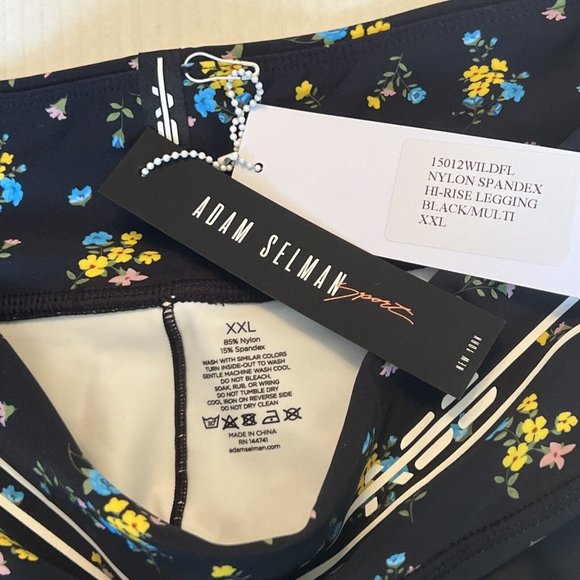 15012WILDFL
NYLON SPANDEX
HI-RISE LEGGING
BLACK/MULTI
XXL
ADAM SELMAN
Sport
NEW YORK
XXL
85% Nylon
15% Spandex
WASH WITH SIMILAR COLORS
TURN INSIDE-OUT TO WASH
GENTLE MACHINE WASH COOL
DO NOT BLEACH,
SOAK, RUB, OR WRING
DO NOT TUMBLE DRY
COOL IRON ON REVERSE SIDE
DO NOT DRY CLEAN
30
MADE IN CHINA
RN 144741
adamselman.com